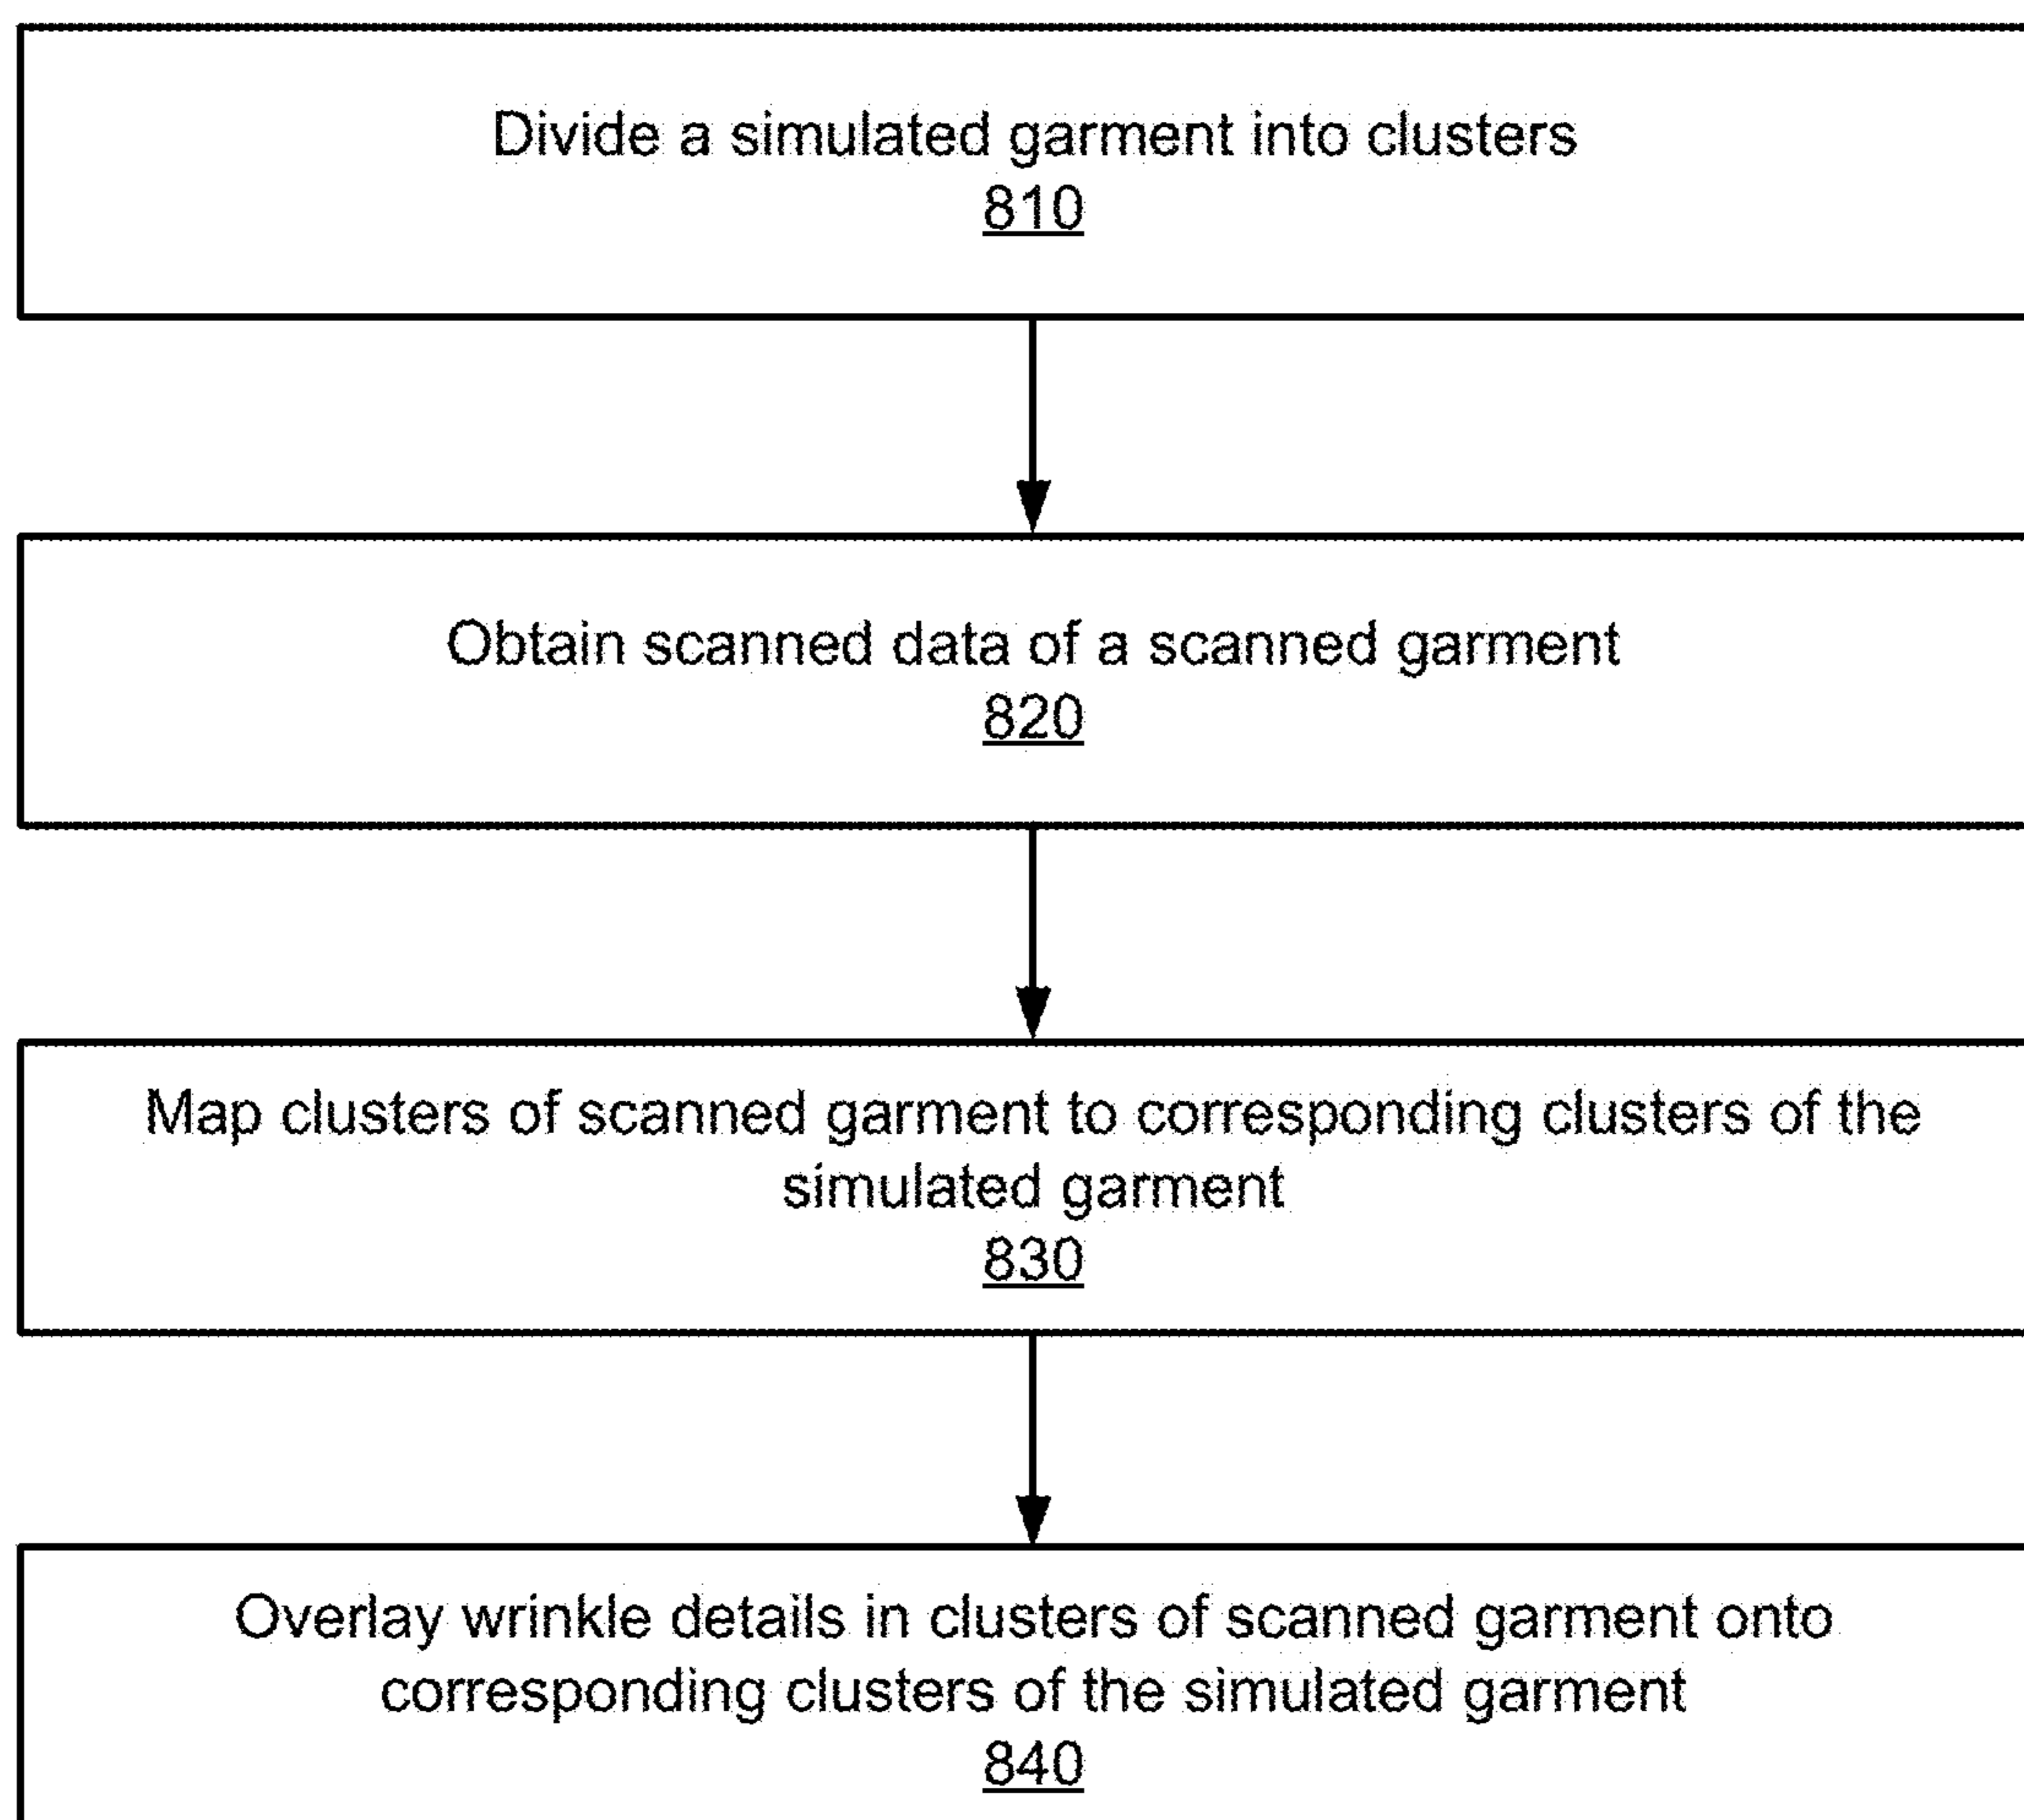 Divide a simulated garment into clusters
810
Obtain scanned data of a scanned garment
820
Map clusters of scanned garment to corresponding clusters of the
simulated garment
830
Overlay wrinkle details in clusters of scanned garment onto
corresponding clusters of the simulated garment
840